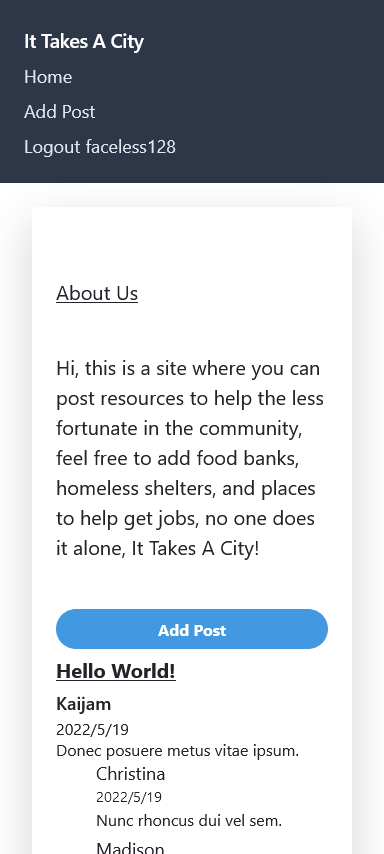 It Takes A City
Home
Add Post
Logout faceless128
About Us
Hi, this is a site where you can
post resources to help the less
fortunate in the community,
feel free to add food banks,
homeless shelters, and places
to help get jobs, no one does
it alone, It Takes A City!
Add Post
Hello World!
Kaijam
2022/5/19
Donec posuere metus vitae ipsum.
Christina
2022/5/19
Nunc rhoncus dui vel sem.
Madison